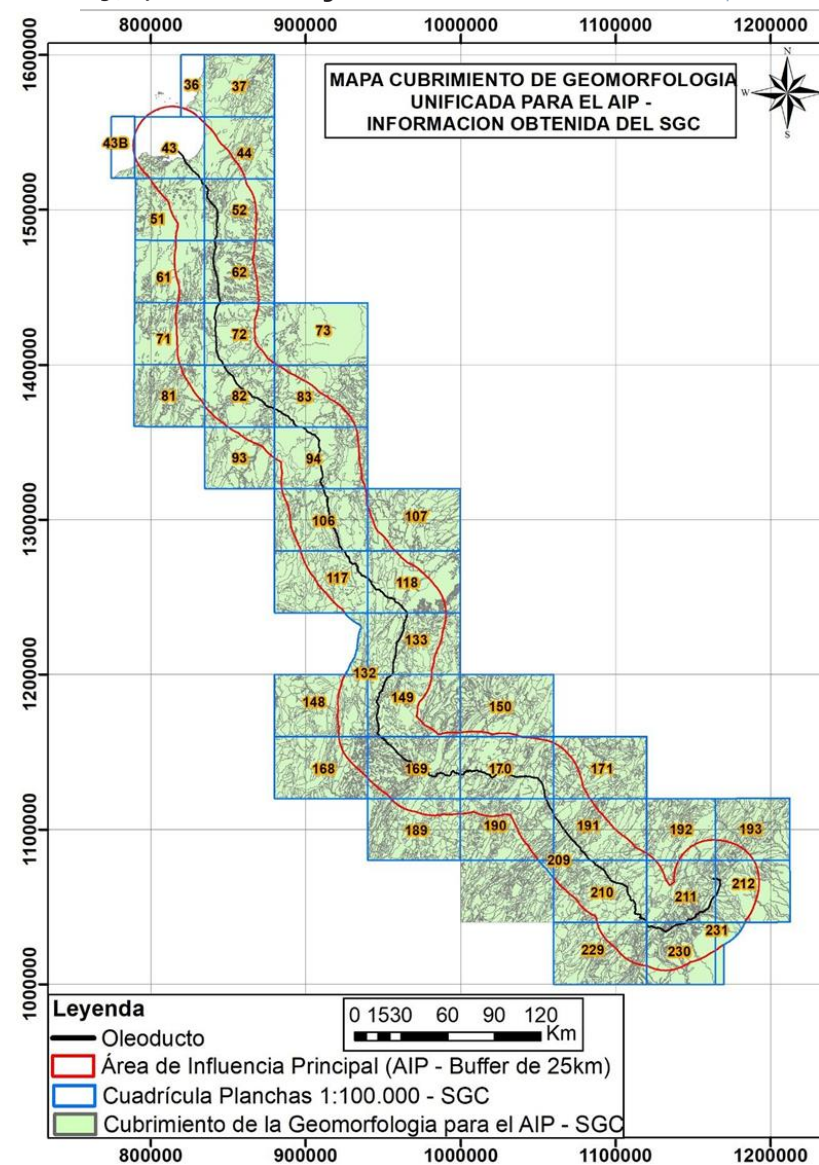 800000 900000 1000000 1100000 1200000
MAPA CUBRIMIENTO DE GEOMORFOLOGIA
UNIFICADA PARA EL AIP -
INFORMACION OBTENIDA DEL SGC
N
W
S
1600000
1500000
1400000
1300000
1200000
1100000
1000000
36 37
43B 43 44
51 52
61 62
71 72 73
81 82 83
93 94
106 107
117 118
133
132
148 149 150
168 169 170 171
189 190 191 192 193
209 210 211 212
229 230 231
Leyenda
0 1530 60 90 120
Km
Oleoducto
Área de Influencia Principal (AIP - Buffer de 25km)
Cuadrícula Planchas 1:100.000 - SGC
Cubrimiento de la Geomorfologia para el AIP - SGC
800000 900000 1000000 1100000 1200000